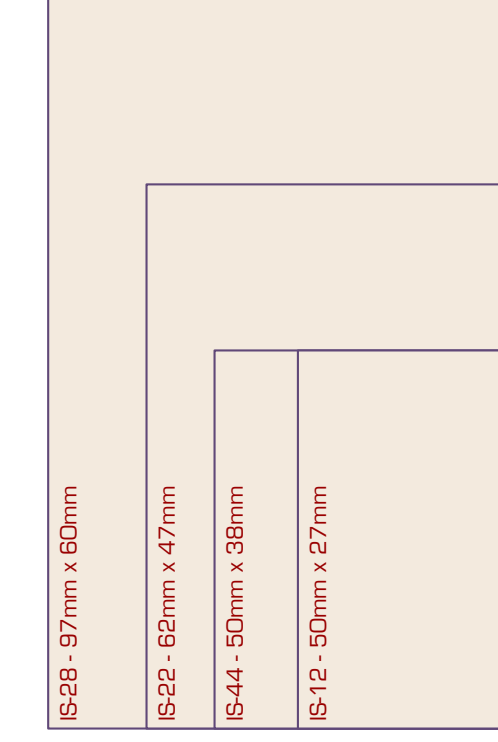 IS-28 - 97mm x 60mm
IS-22 - 62mm x 47mm
IS-44 - 50mm x 38mm
IS-12 - 50mm x 27mm